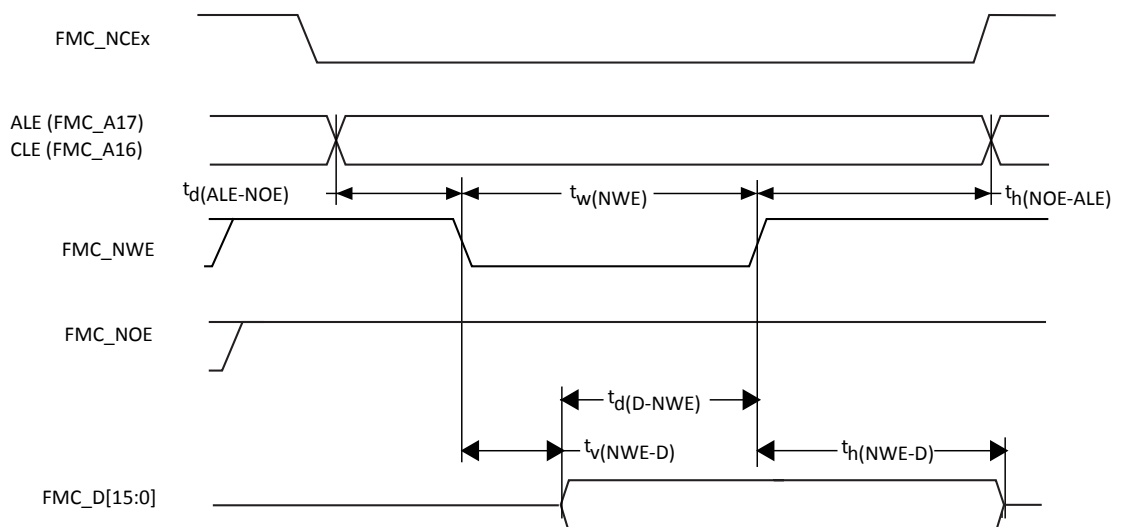 FMC_NCEx
ALE (FMC_A17)
CLE (FMC_A16)
td(ALE-NOE)
tw(NWE)
th(NOE-ALE)
FMC_NWE
FMC_NOE
td(D-NWE)
tv(NWE-D)
th(NWE-D)
FMC_D[15:0]